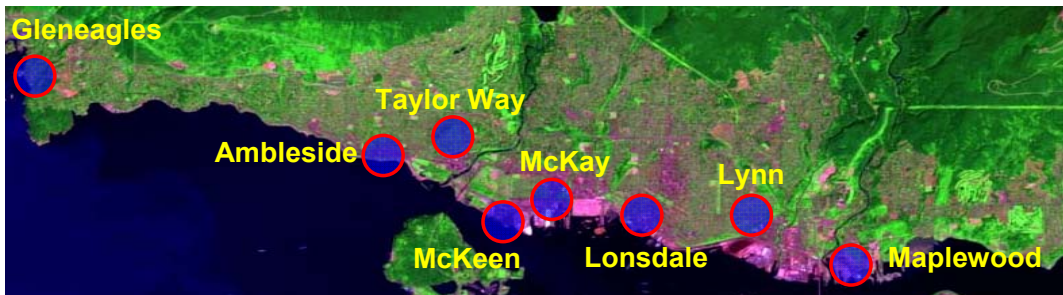 Gleneagles
Taylor Way
Ambleside
McKay
Lynn
McKeen
Lonsdale
Maplewood